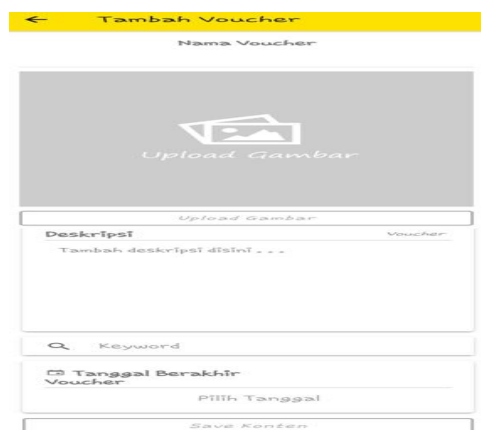 Tambah Voucher
Nama Voucher
Upload Gambar
Upload Gambar
Deskripsi Voucher
Tambah deskripsi disini . . .
Keyword
Tanggal Berakhir
Voucher
Pilih Tanggal
Save Konten